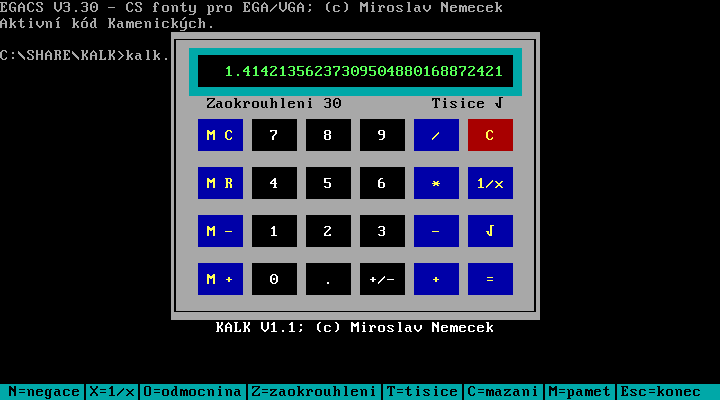 EGACS V3.30 - CS fonty pro EGA/VGA; (c) Miroslav Nemecek
Aktivní kód Kamenických.
C:\SHARE\KALK>kalk.
1.41421356237309504880168872421
Zaokrouhleni 30 Tisice √
M C 7 8 9 / C
M R 4 5 6 * 1/x
M - 1 2 3 - √
M + 0 . +/- + =
KALK V1.1; (c) Miroslav Nemecek
N=negace X=1/x O=odmocnina Z=zaokrouhleni T=tisice C=mazani M=pamet Esc=konec